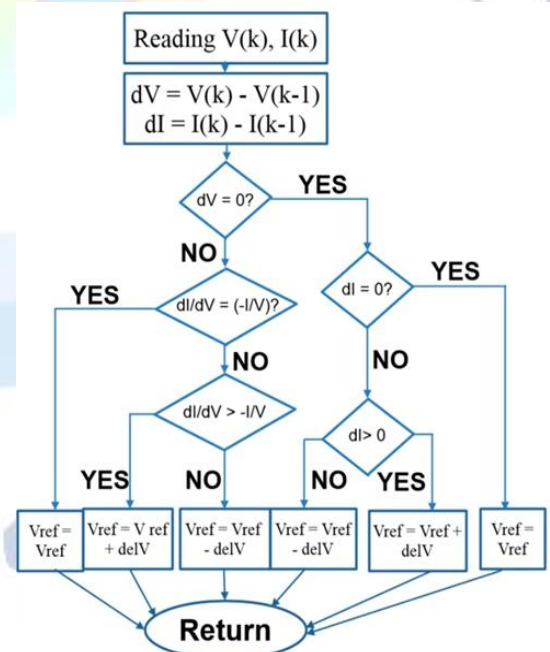 Reading V(k), I(k)
dV = V(k) - V(k-1)
dI = I(k) - I(k-1)
dV = 0?
YES
NO
dI/dV = (-I/V)?
YES
NO
dI = 0?
YES
NO
dI/dV > -I/V
YES
NO
dI> 0
NO
YES
Vref =
Vref
Vref = V ref
+ delV
Vref = Vref
- delV
Vref = Vref
- delV
Vref = Vref +
delV
Vref =
Vref
Return